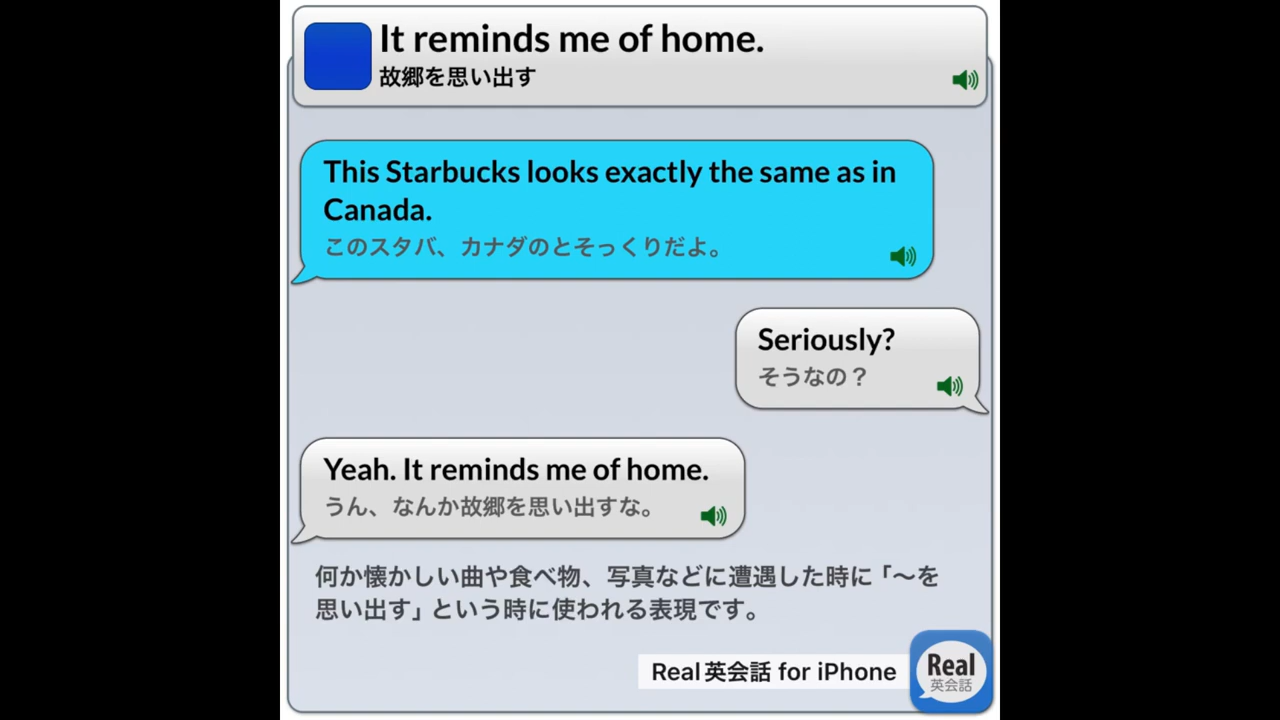 It reminds me of home.
故郷を思い出す
This Starbucks looks exactly the same as in
Canada.
このスタバ、カナダのとそっくりだよ。
Seriously?
そうなの？
Yeah. It reminds me of home.
うん、なんか故郷を思い出すな。
何か懐かしい曲や食べ物、写真などに遭遇した時に「〜を
思い出す」という時に使われる表現です。
Real英会話 for iPhone
Real
英会話